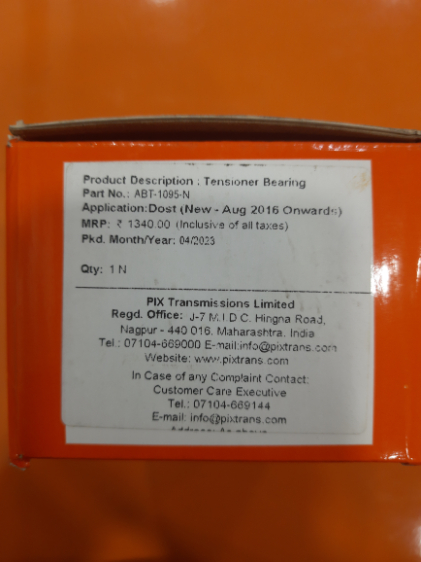 Product Description : Tensioner Bearing
Part No.: ABT-1095-N
Application:Dost (New - Aug 2016 Onwards)
MRP: ₹ 1340.00 (Inclusive of all taxes)
Pkd. Month/Year: 04/2023
Qty: 1 N
PIX Transmissions Limited
Regd. Office: J-7 M.I.D.C. Hingna Road,
Nagpur - 440 016. Maharashtra. India
Tel.: 07104-669000 E-mail:info@pixtrans.com
Website: www.pixtrans.com
In Case of any Complaint Contact:
Customer Care Executive
Tel.: 07104-669144
E-mail: info@pixtrans.com
Address: As above